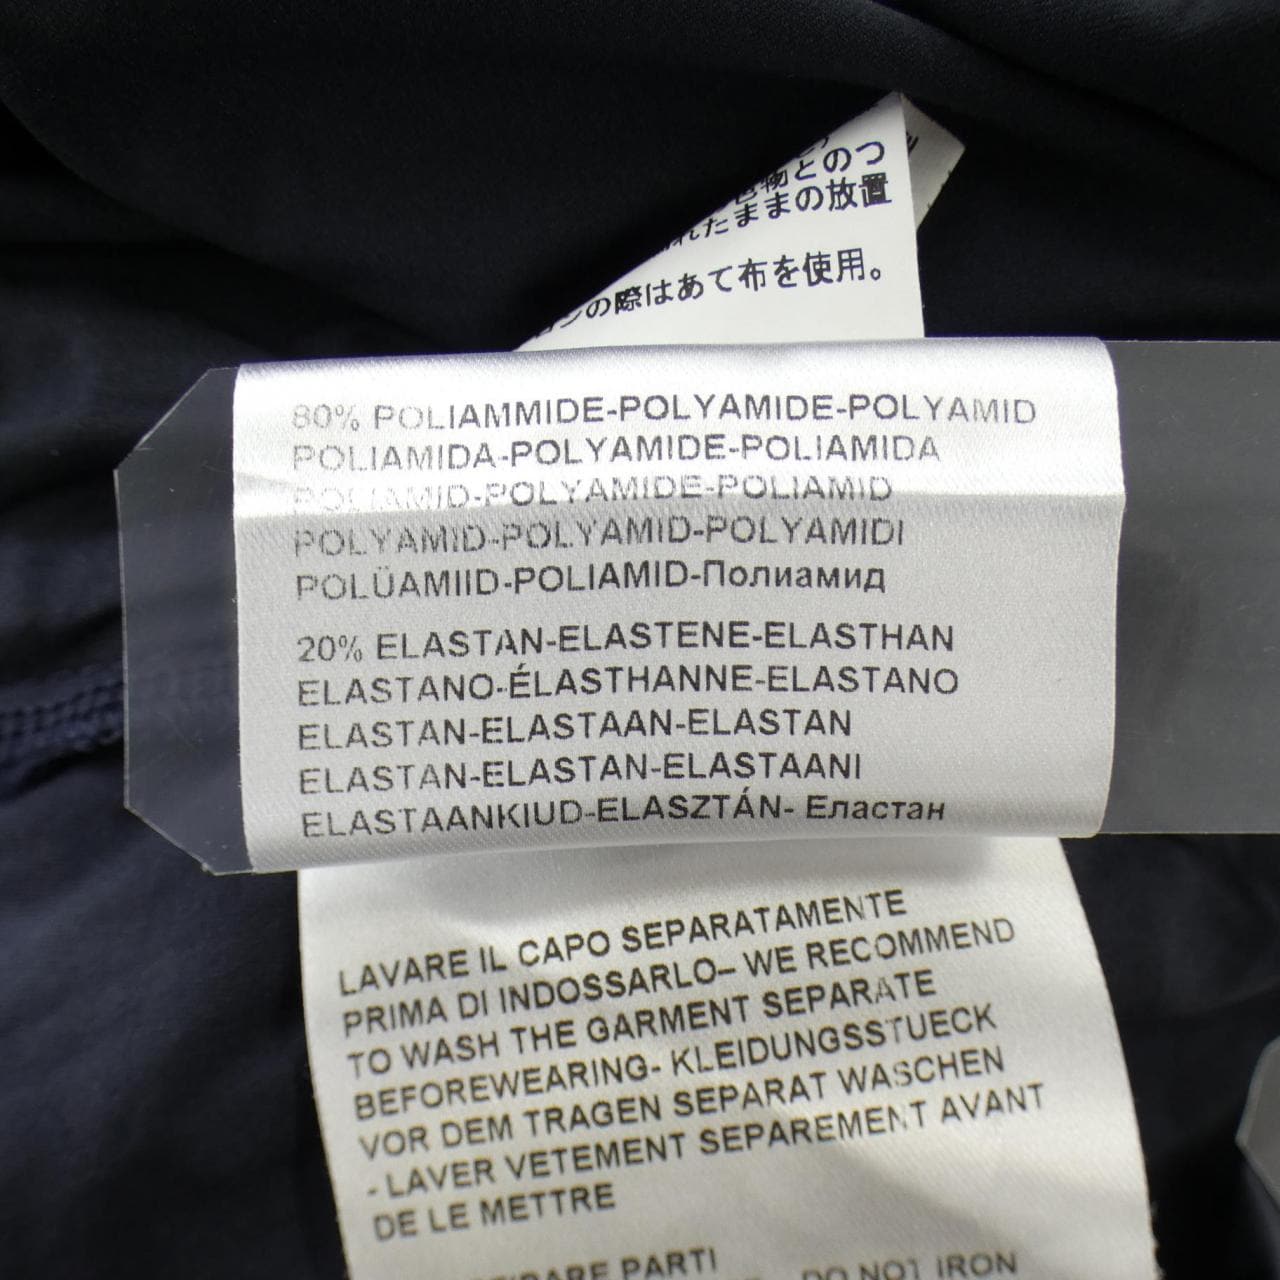 物とのつ
れたままの放置
ンの際はあて布を使用。
80% POLIAMMIDE-POLYAMIDE-POLYAMID
POLIAMIDA-POLYAMIDE-POLIAMIDA
POLIAMID-POLYAMIDE-POLIAMID
POLYAMID-POLYAMID-POLYAMIDI
POLÜAMIID-POLIAMID-Полиамид
20% ELASTAN-ELASTENE-ELASTHAN
ELASTANO-ÉLASTHANNE-ELASTANO
ELASTAN-ELASTAAN-ELASTAN
ELASTAN-ELASTAN-ELASTAANI
ELASTAANKIUD-ELASZTÁN- Еластан
LAVARE IL CAPO SEPARATAMENTE
PRIMA DI INDOSSARLO– WE RECOMMEND
TO WASH THE GARMENT SEPARATE
BEFOREWEARING- KLEIDUNGSSTUECK
VOR DEM TRAGEN SEPARAT WASCHEN
- LAVER VETEMENT SEPAREMENT AVANT
DE LE METTRE
PARTI DO NOT IRON